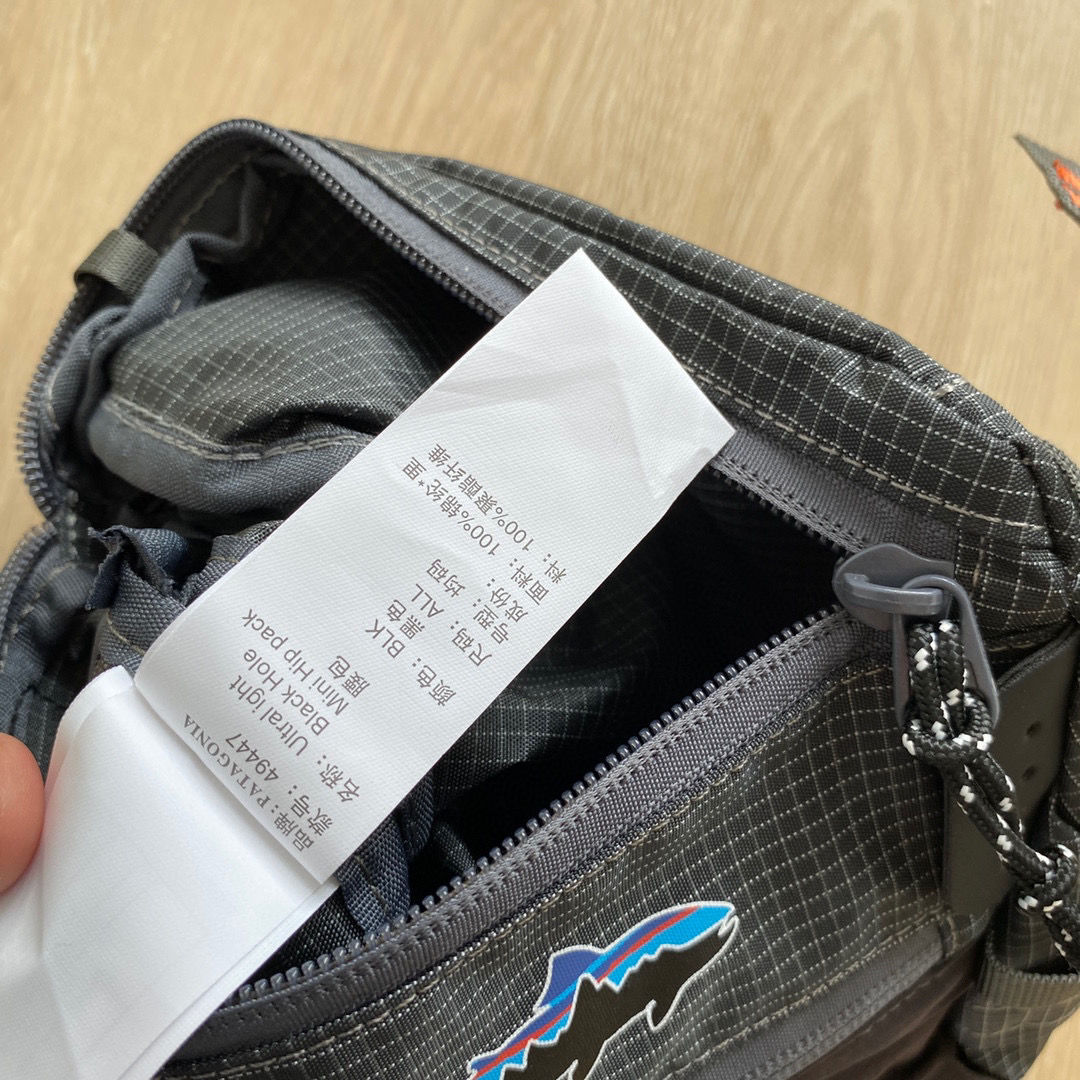 品牌: PATAGONIA
款号: 49447
名称: Ultralight
Black Hole
Mini Hip pack
腰包
颜色: BLK 黑色
尺码: ALL
号型: 均码
成份:
面料: 100%锦纶*里
料: 100%聚酯纤维